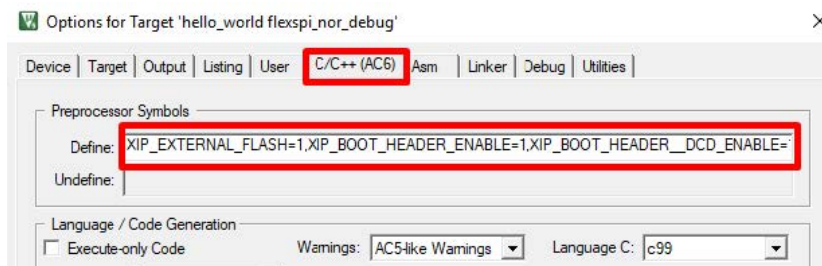 Options for Target 'hello_world flexspi_nor_debug'
Device | Target | Output | Listing | User C/C++ (AC6) Asm | Linker | Debug | Utilities |
Preprocessor Symbols
Define: XIP_EXTERNAL_FLASH=1,XIP_BOOT_HEADER_ENABLE=1,XIP_BOOT_HEADER__DCD_ENABLE=
Undefine:
Language / Code Generation
Execute-only Code Warnings: AC5-like Warnings Language C: c99